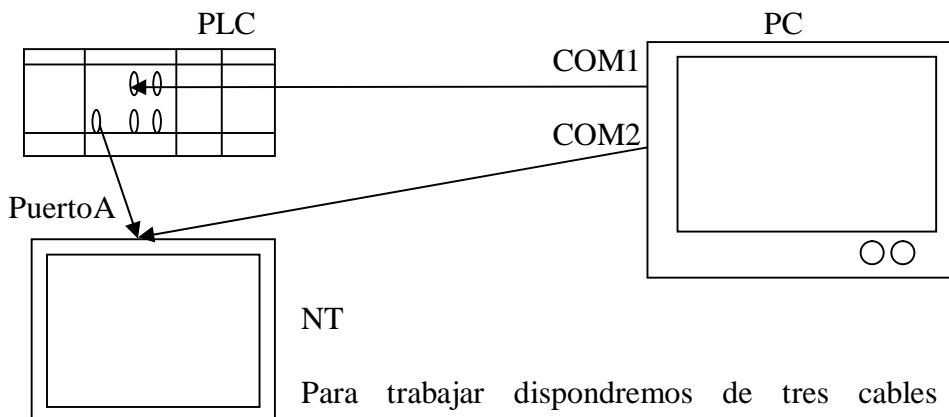 PLC
PC
COM1
COM2
PuertoA
NT
Para trabajar dispondremos de tres cables